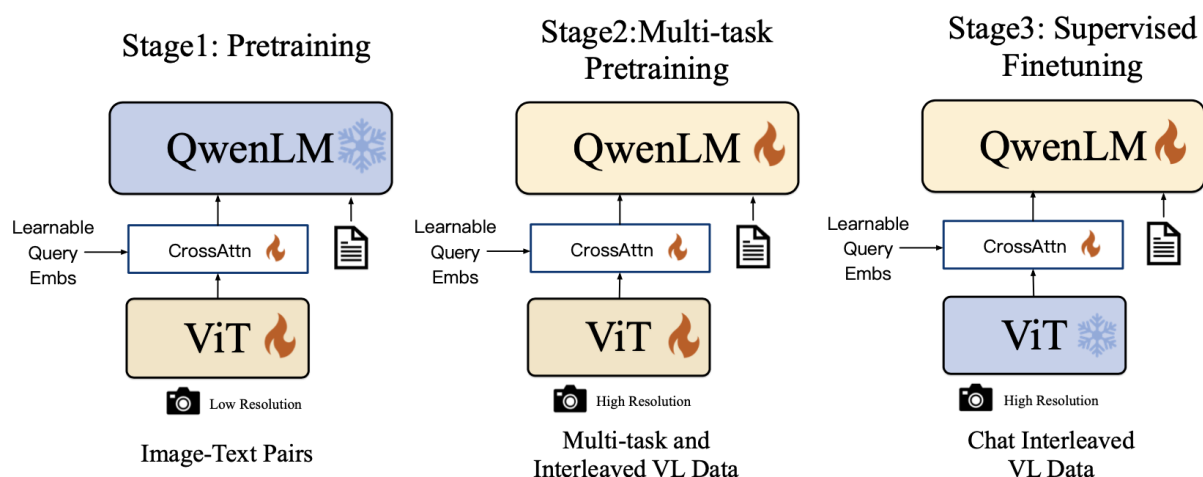 Stage1: Pretraining
QwenLM
Learnable
Query
Embs
CrossAttn
ViT
Low Resolution
Image-Text Pairs
Stage2:Multi-task
Pretraining
QwenLM
Learnable
Query
Embs
CrossAttn
ViT
High Resolution
Multi-task and
Interleaved VL Data
Stage3: Supervised
Finetuning
QwenLM
Learnable
Query
Embs
CrossAttn
ViT
High Resolution
Chat Interleaved
VL Data